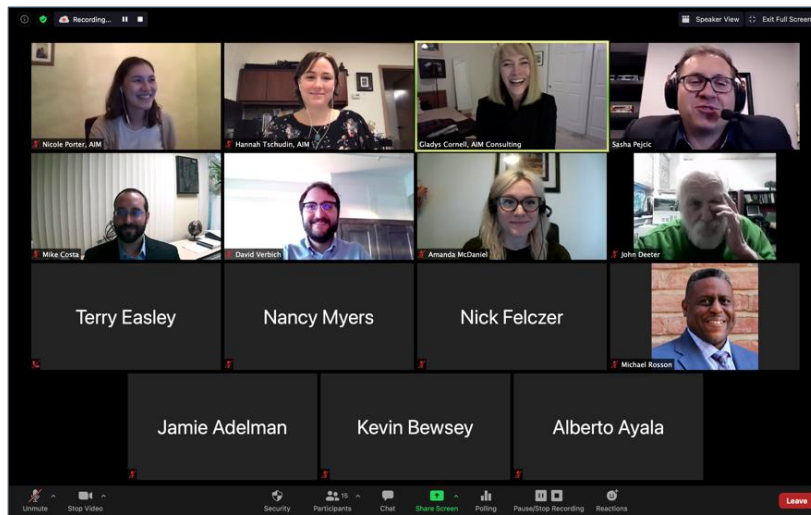 Recording...
Speaker View
Exit Full Screen
Nicole Porter, AIM
Hannah Tschudin, AIM
Gladys Cornell, AIM Consulting
Sasha Pejcic
Mike Costa
David Verbich
Amanda McDaniel
John Deeter
Terry Easley
Nancy Myers
Nick Felczer
Michael Rosson
Jamie Adelman
Kevin Bewsey
Alberto Ayala
Unmute
Stop Video
Security
Participants
15
Chat
Share Screen
Polling
Pause/Stop Recording
Reactions
Leave